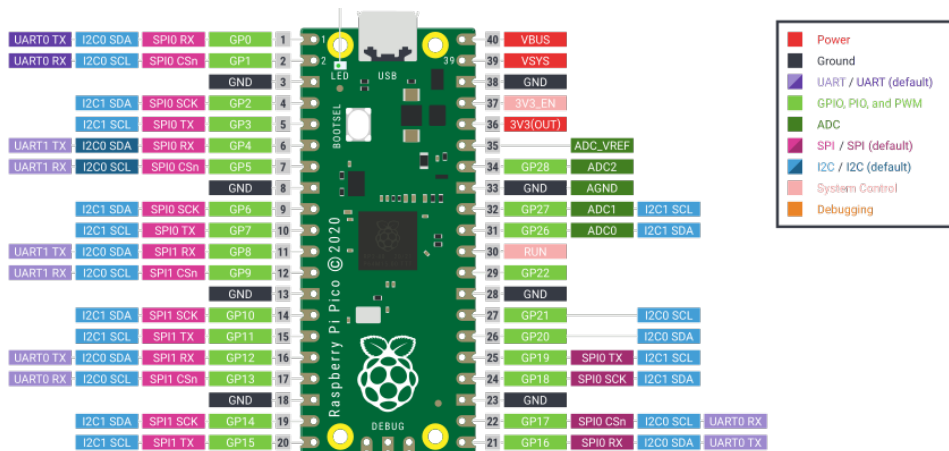 UART0 TX I2C0 SDA SPI0 RX GP0 1 1 40 VBUS
UART0 RX I2C0 SCL SPI0 CSn GP1 2 2 LED USB 39 39 VSYS
GND 3 38 GND
I2C1 SDA SPI0 SCK GP2 4 37 3V3_EN
I2C1 SCL SPI0 TX GP3 5 36 3V3(OUT)
UART1 TX I2C0 SDA SPI0 RX GP4 6 35 ADC_VREF
UART1 RX I2C0 SCL SPI0 CSn GP5 7 34 GP28 ADC2
GND 8 33 GND AGND
I2C1 SDA SPI0 SCK GP6 9 32 GP27 ADC1 I2C1 SCL
I2C1 SCL SPI0 TX GP7 10 31 GP26 ADC0 I2C1 SDA
UART1 TX I2C0 SDA SPI1 RX GP8 11 30 RUN
UART1 RX I2C0 SCL SPI1 CSn GP9 12 29 GP22
GND 13 28 GND
I2C1 SDA SPI1 SCK GP10 14 27 GP21 I2C0 SCL
I2C1 SCL SPI1 TX GP11 15 26 GP20 I2C0 SDA
UART0 TX I2C0 SDA SPI1 RX GP12 16 25 GP19 SPI0 TX I2C1 SCL
UART0 RX I2C0 SCL SPI1 CSn GP13 17 24 GP18 SPI0 SCK I2C1 SDA
GND 18 23 GND
I2C1 SDA SPI1 SCK GP14 19 22 GP17 SPI0 CSn I2C0 SCL UART0 RX
I2C1 SCL SPI1 TX GP15 20 21 GP16 SPI0 RX I2C0 SDA UART0 TX
BOOTSEL
Raspberry Pi Pico ©2020
DEBUG
Power
Ground
UART / UART (default)
GPIO, PIO, and PWM
ADC
SPI / SPI (default)
I2C / I2C (default)
System Control
Debugging